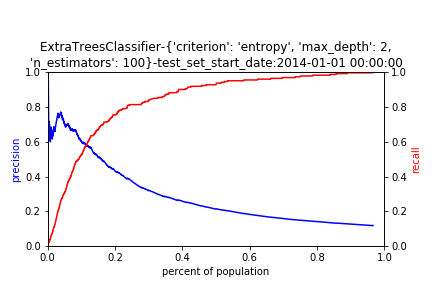 ExtraTreesClassifier-{'criterion': 'entropy', 'max_depth': 2,
'n_estimators': 100}-test_set_start_date:2014-01-01 00:00:00
1.0
0.8
0.6
0.4
0.2
0.0
precision
1.0
0.8
0.6
0.4
0.2
0.0
recall
0.0 0.2 0.4 0.6 0.8 1.0
percent of population